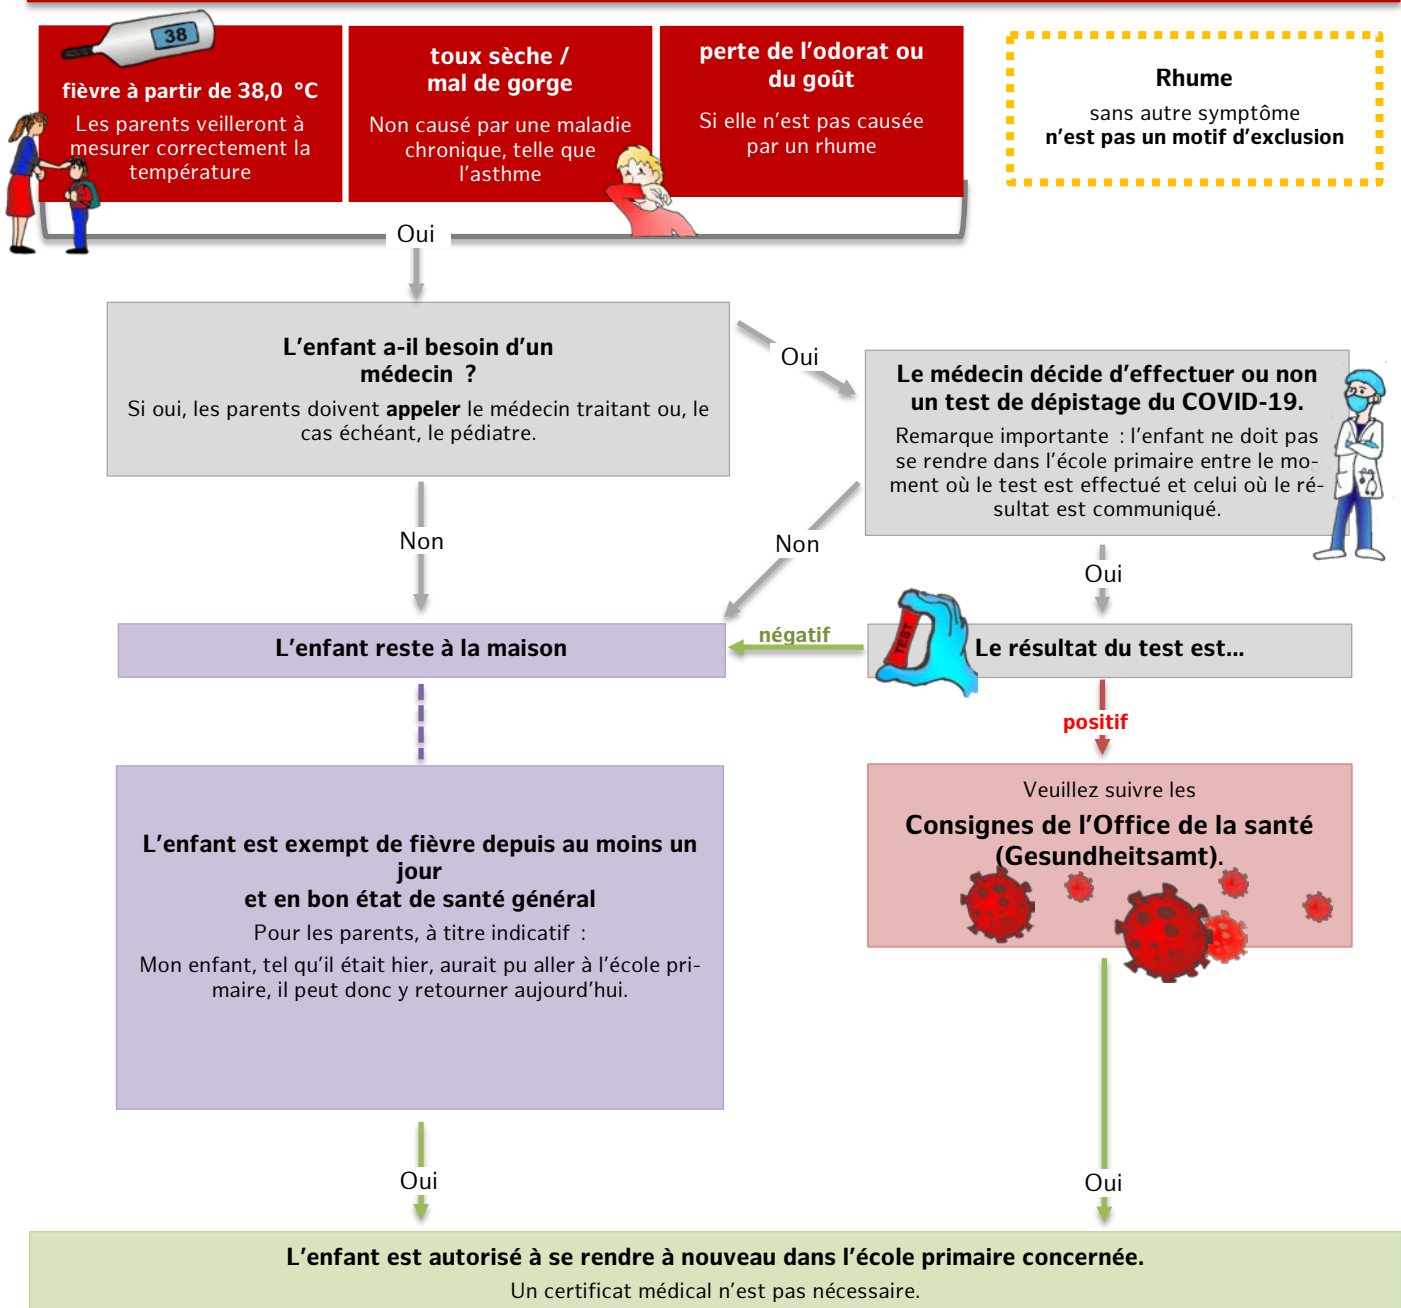 38
fièvre à partir de 38,0 °C
Les parents veilleront à
mesurer correctement la
température
toux sèche /
mal de gorge
Non causé par une maladie
chronique, telle que
l'asthme
perte de l'odorat ou
du goût
Si elle n'est pas causée
par un rhume
Rhume
sans autre symptôme
n'est pas un motif d'exclusion
Oui
L'enfant a-il besoin d'un
médecin ?
Si oui, les parents doivent appeler le médecin traitant ou, le
cas échéant, le pédiatre.
Oui
Le médecin décide d'effectuer ou non
un test de dépistage du COVID-19.
Remarque importante : l'enfant ne doit pas
se rendre dans l'école primaire entre le mo-
ment où le test est effectué et celui où le ré-
sultat est communiqué.
Non
Non
Oui
L'enfant reste à la maison
négatif
TEST
Le résultat du test est...
positif
L'enfant est exempt de fièvre depuis au moins un
jour
et en bon état de santé général
Pour les parents, à titre indicatif :
Mon enfant, tel qu'il était hier, aurait pu aller à l'école pri-
maire, il peut donc y retourner aujourd'hui.
Veuillez suivre les
Consignes de l'Office de la santé
(Gesundheitsamt).
Oui
Oui
L'enfant est autorisé à se rendre à nouveau dans l'école primaire concernée.
Un certificat médical n'est pas nécessaire.